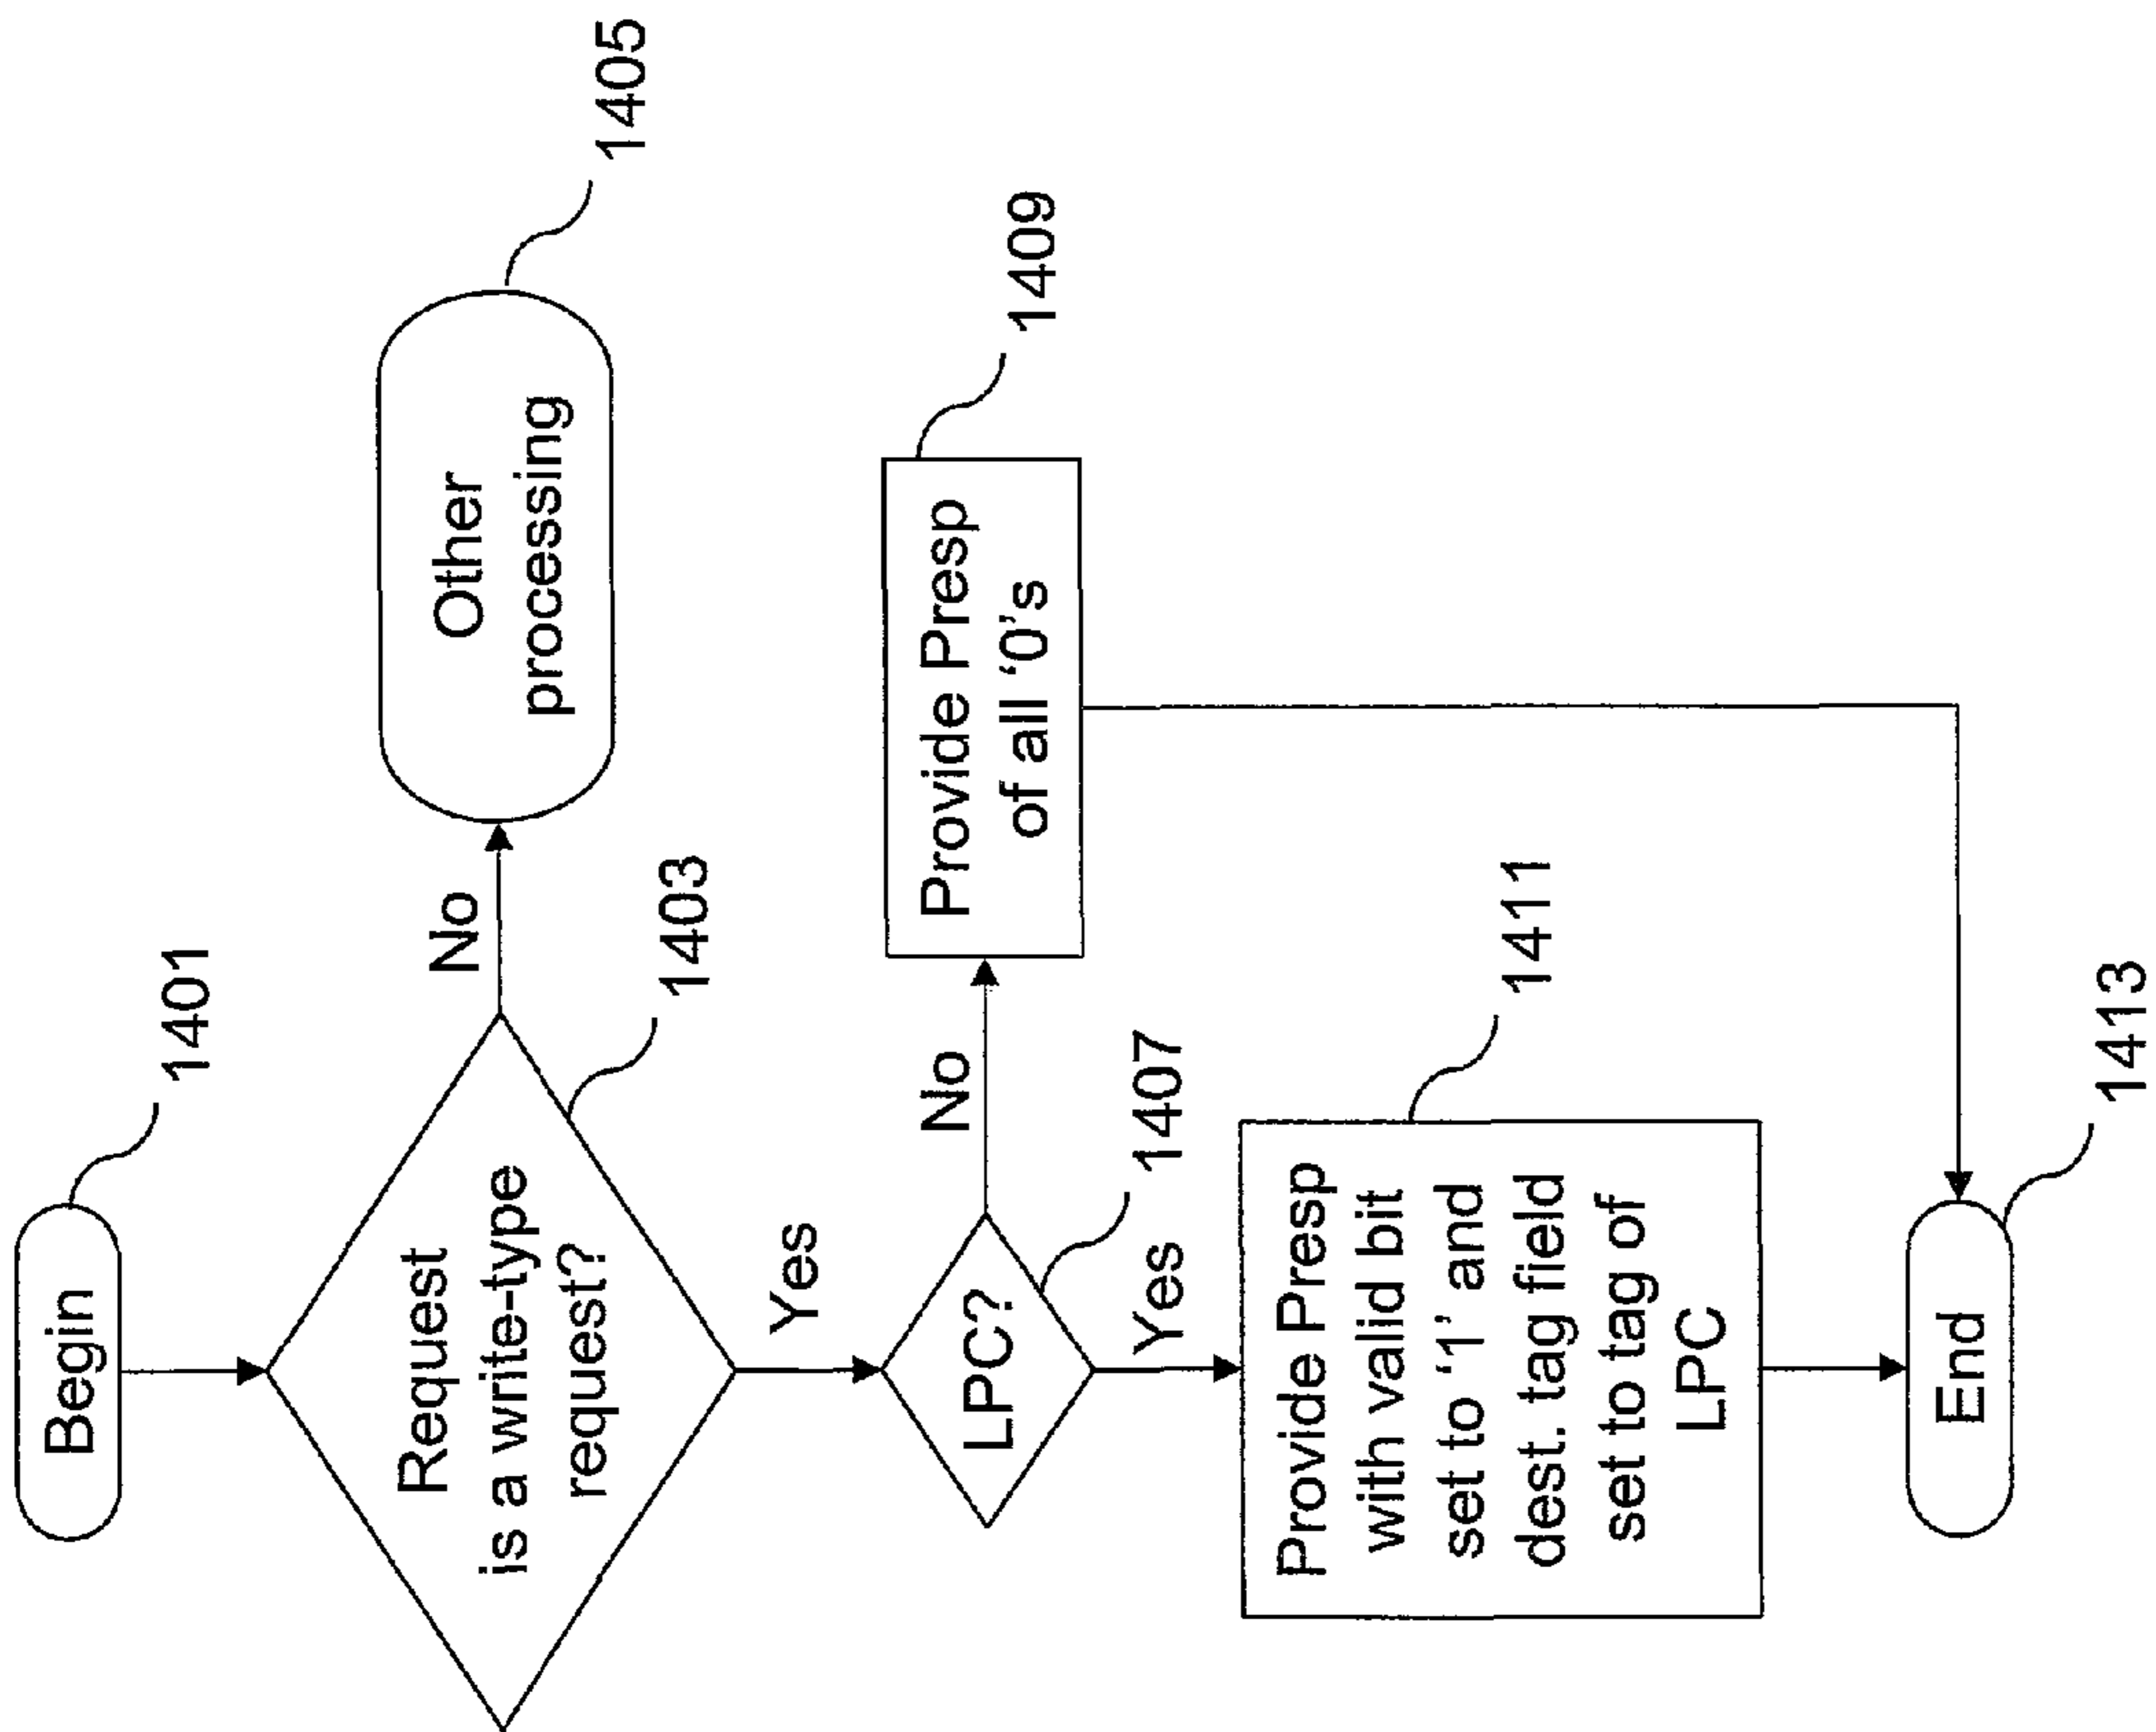 Begin
1401
Request
is a write-type
request?
1403
No
Other
processing
1405
Yes
LPC?
1407
No
Provide Presp
of all ‘0’s
1409
Yes
Provide Presp
with valid bit
set to ‘1’ and
dest. tag field
set to tag of
LPC
1411
End
1413